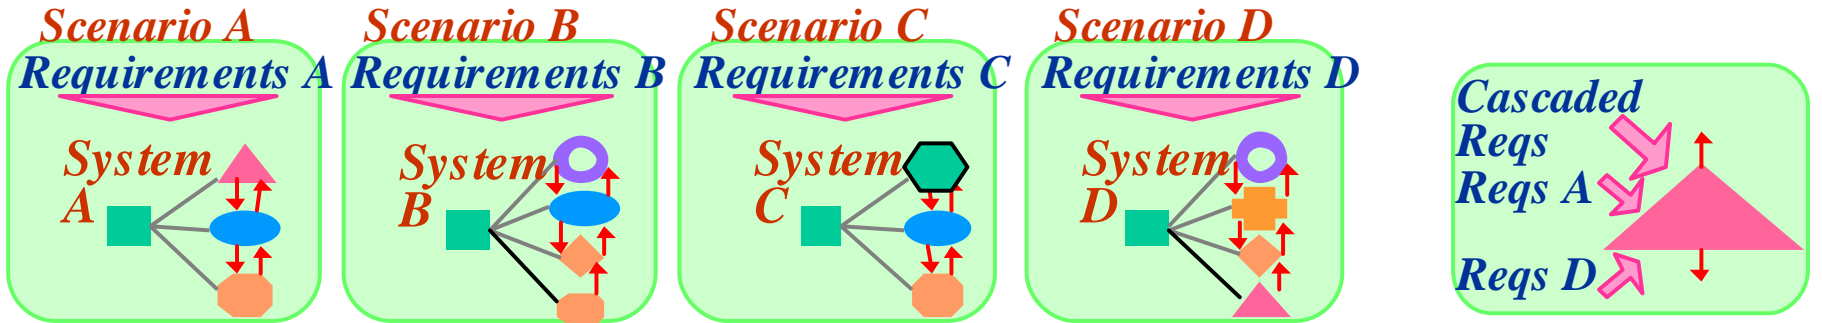 Scenario A
Requirements A
System
A
Scenario B
Requirements B
System
B
Scenario C
Requirements C
System
C
Scenario D
Requirements D
System
D
Cascaded
Reqs
Reqs A
Reqs D